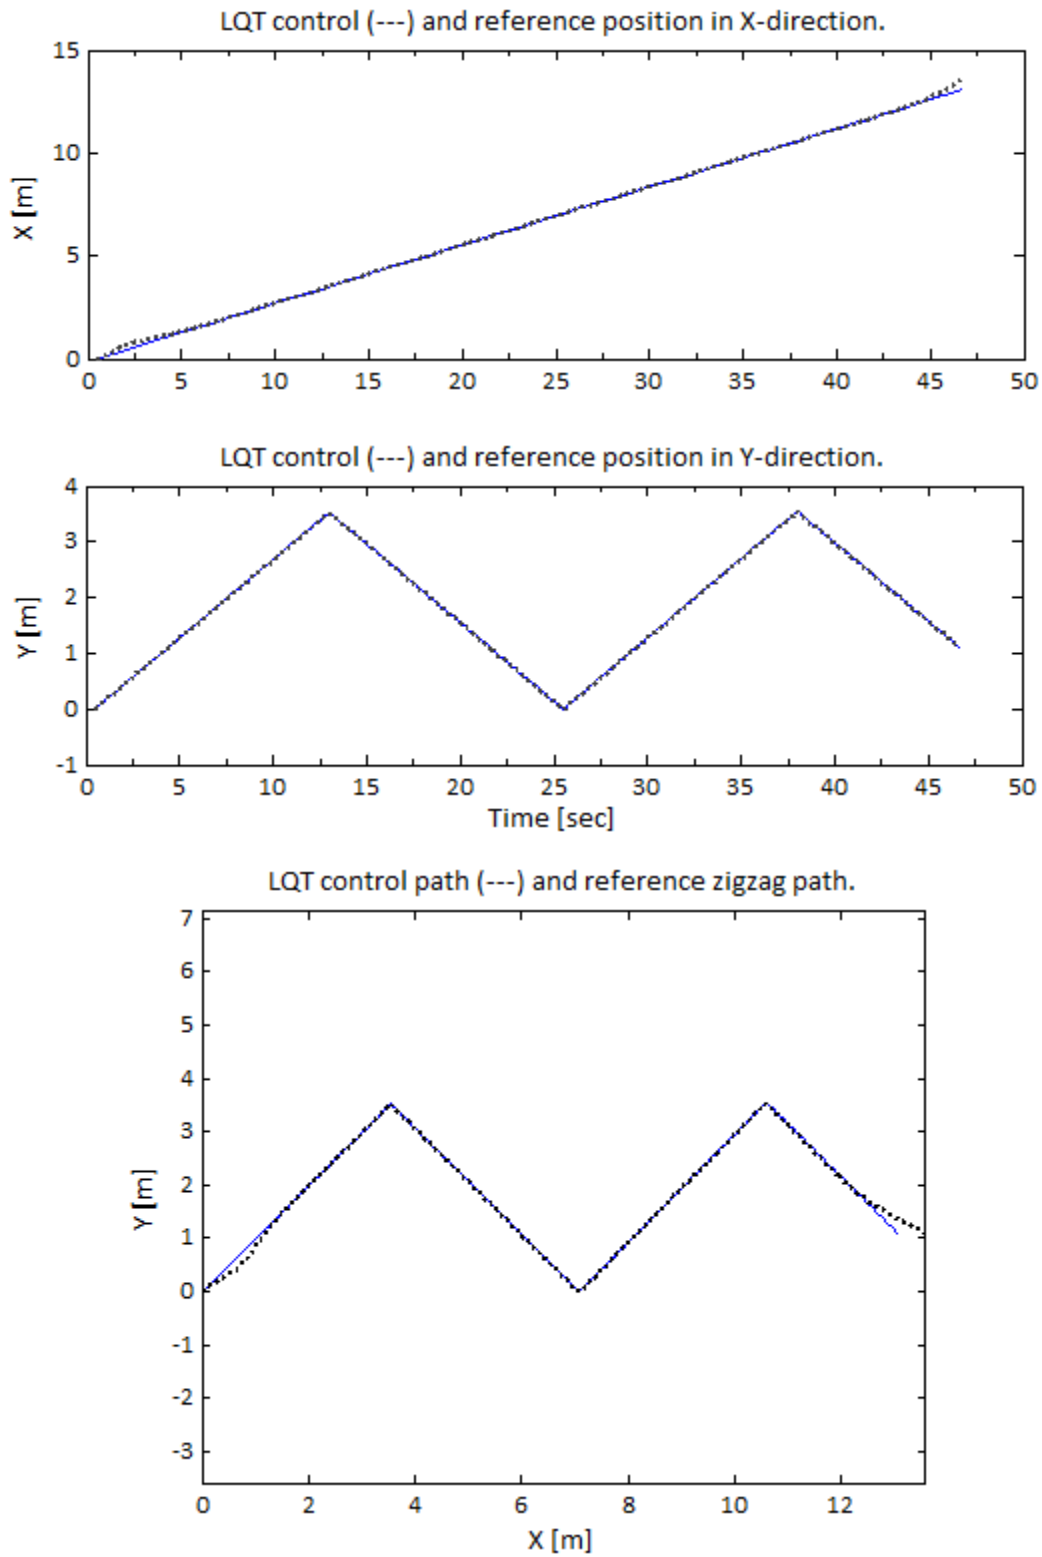 LQT control (---) and reference position in X-direction.
15
10
5
0
X [m]
0 5 10 15 20 25 30 35 40 45 50
LQT control (---) and reference position in Y-direction.
4
3
2
1
0
-1
Y [m]
0 5 10 15 20 25 30 35 40 45 50
Time [sec]
LQT control path (---) and reference zigzag path.
7
6
5
4
3
2
1
0
-1
-2
-3
Y [m]
0 2 4 6 8 10 12
X [m]